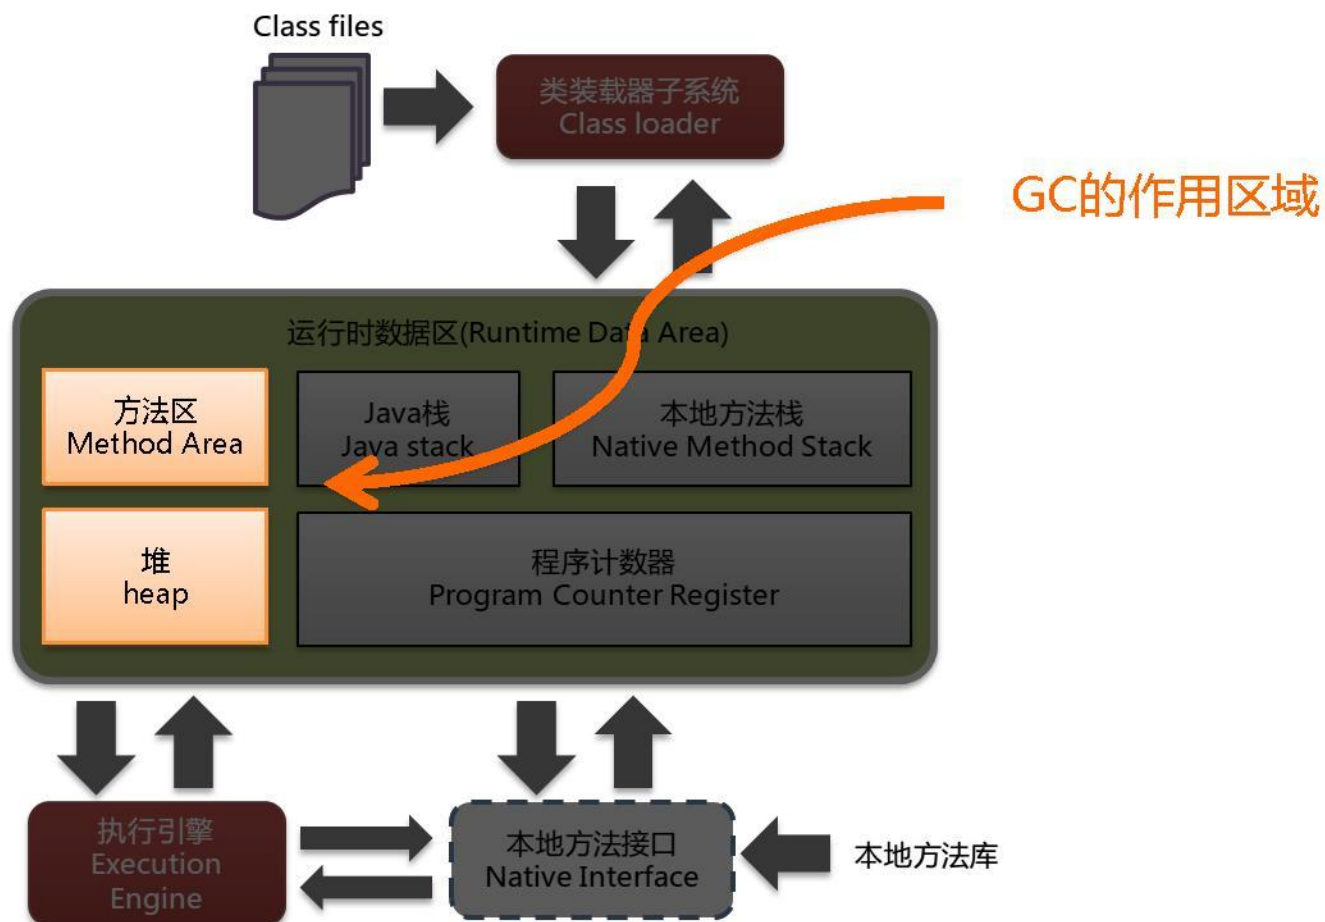 Class files
类装载器子系统
Class loader
GC的作用区域
运行时数据区(Runtime Data Area)
方法区
Method Area
Java栈
Java stack
本地方法栈
Native Method Stack
堆
heap
程序计数器
Program Counter Register
执行引擎
Execution
Engine
本地方法接口
Native Interface
本地方法库